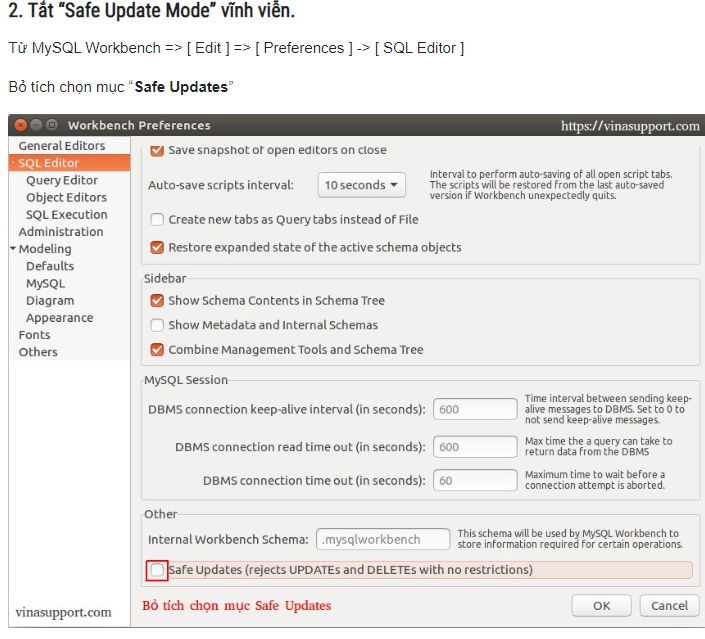 2. Tắt “Safe Update Mode” vĩnh viễn.
Từ MySQL Workbench => [ Edit ] => [ Preferences ] -> [ SQL Editor ]
Bỏ tích chọn mục “Safe Updates”
Workbench Preferences
https://vinasupport.com
General Editors
SQL Editor
Query Editor
Object Editors
SQL Execution
Administration
Modeling
Defaults
MySQL
Diagram
Appearance
Fonts
Others
Save snapshot of open editors on close
Auto-save scripts interval:
10 seconds
Interval to perform auto-saving of all open script tabs.
The scripts will be restored from the last auto-saved
version if Workbench unexpectedly quits.
Create new tabs as Query tabs instead of File
Restore expanded state of the active schema objects
Sidebar
Show Schema Contents in Schema Tree
Show Metadata and Internal Schemas
Combine Management Tools and Schema Tree
MySQL Session
DBMS connection keep-alive interval (in seconds):
600
Time interval between sending keep-
alive messages to DBMS. Set to 0 to
not send keep-alive messages.
DBMS connection read time out (in seconds):
600
Max time the a query can take to
return data from the DBMS
DBMS connection time out (in seconds):
60
Maximum time to wait before a
connection attempt is aborted.
Other
Internal Workbench Schema:
.mysqlworkbench
This schema will be used by MySQL Workbench to
store information required for certain operations.
Safe Updates (rejects UPDATEs and DELETEs with no restrictions)
vinasupport.com
Bỏ tích chọn mục Safe Updates
OK
Cancel